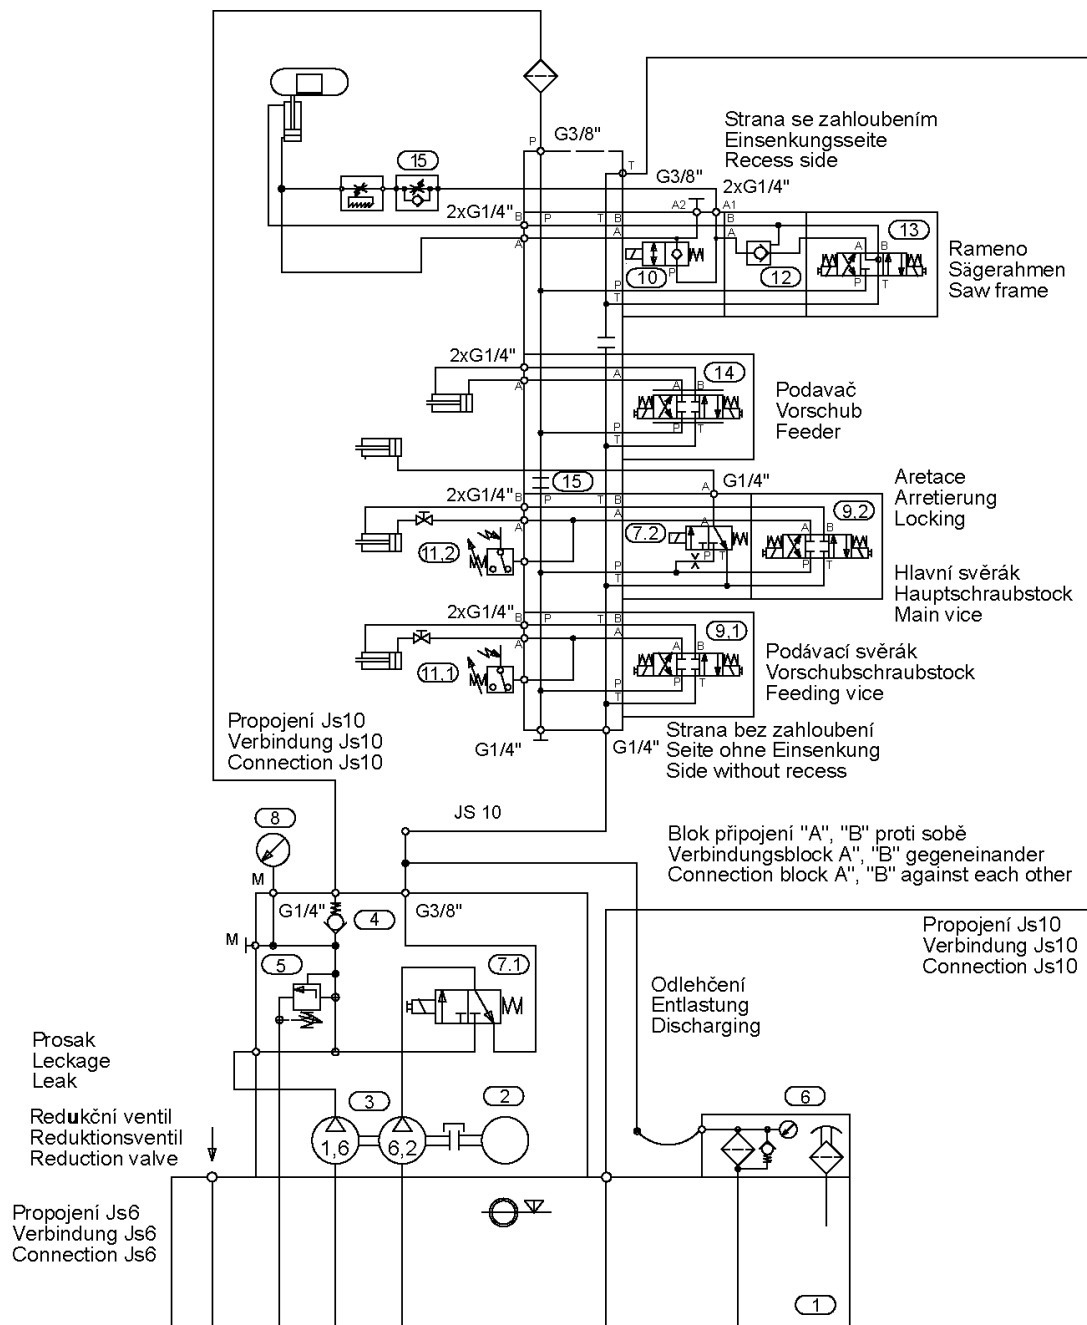 P
G3/8"
T
Strana se zahloubením
Einsenkungsseite
Recess side
15
G3/8"
2xG1/4"
2xG1/4"
B
P
T
B
A2
A1
B
13
A
A
A
A
B
10
P
12
P
T
P
T
Rameno
Sägerahmen
Saw frame
2xG1/4"
14
A
A
A
B
P
T
P
T
Podavač
Vorschub
Feeder
15
A
G1/4"
Aretace
Arretierung
Locking
2xG1/4"
B
P
T
B
9,2
A
A
7.2
A
A
B
11,2
P
T
P
T
P
T
Hlavní svěrák
Hauptschraubstock
Main vice
2xG1/4"
B
P
T
B
9,1
A
A
A
B
11,1
P
T
P
T
Podávací svěrák
Vorschubschraubstock
Feeding vice
Propojení Js10
Verbindung Js10
Connection Js10
G1/4"
G1/4"
Strana bez zahloubení
Seite ohne Einsenkung
Side without recess
8
JS 10
Blok připojení "A", "B" proti sobě
Verbindungsblock A", "B" gegeneinander
Connection block A", "B" against each other
M
G1/4"
4
G3/8"
M
5
7.1
Propojení Js10
Verbindung Js10
Connection Js10
Odlehčení
Entlastung
Discharging
Prosak
Leckage
Leak
3
2
6
Redukční ventil
Reduktionsventil
Reduction valve
1,6
6,2
Propojení Js6
Verbindung Js6
Connection Js6
1